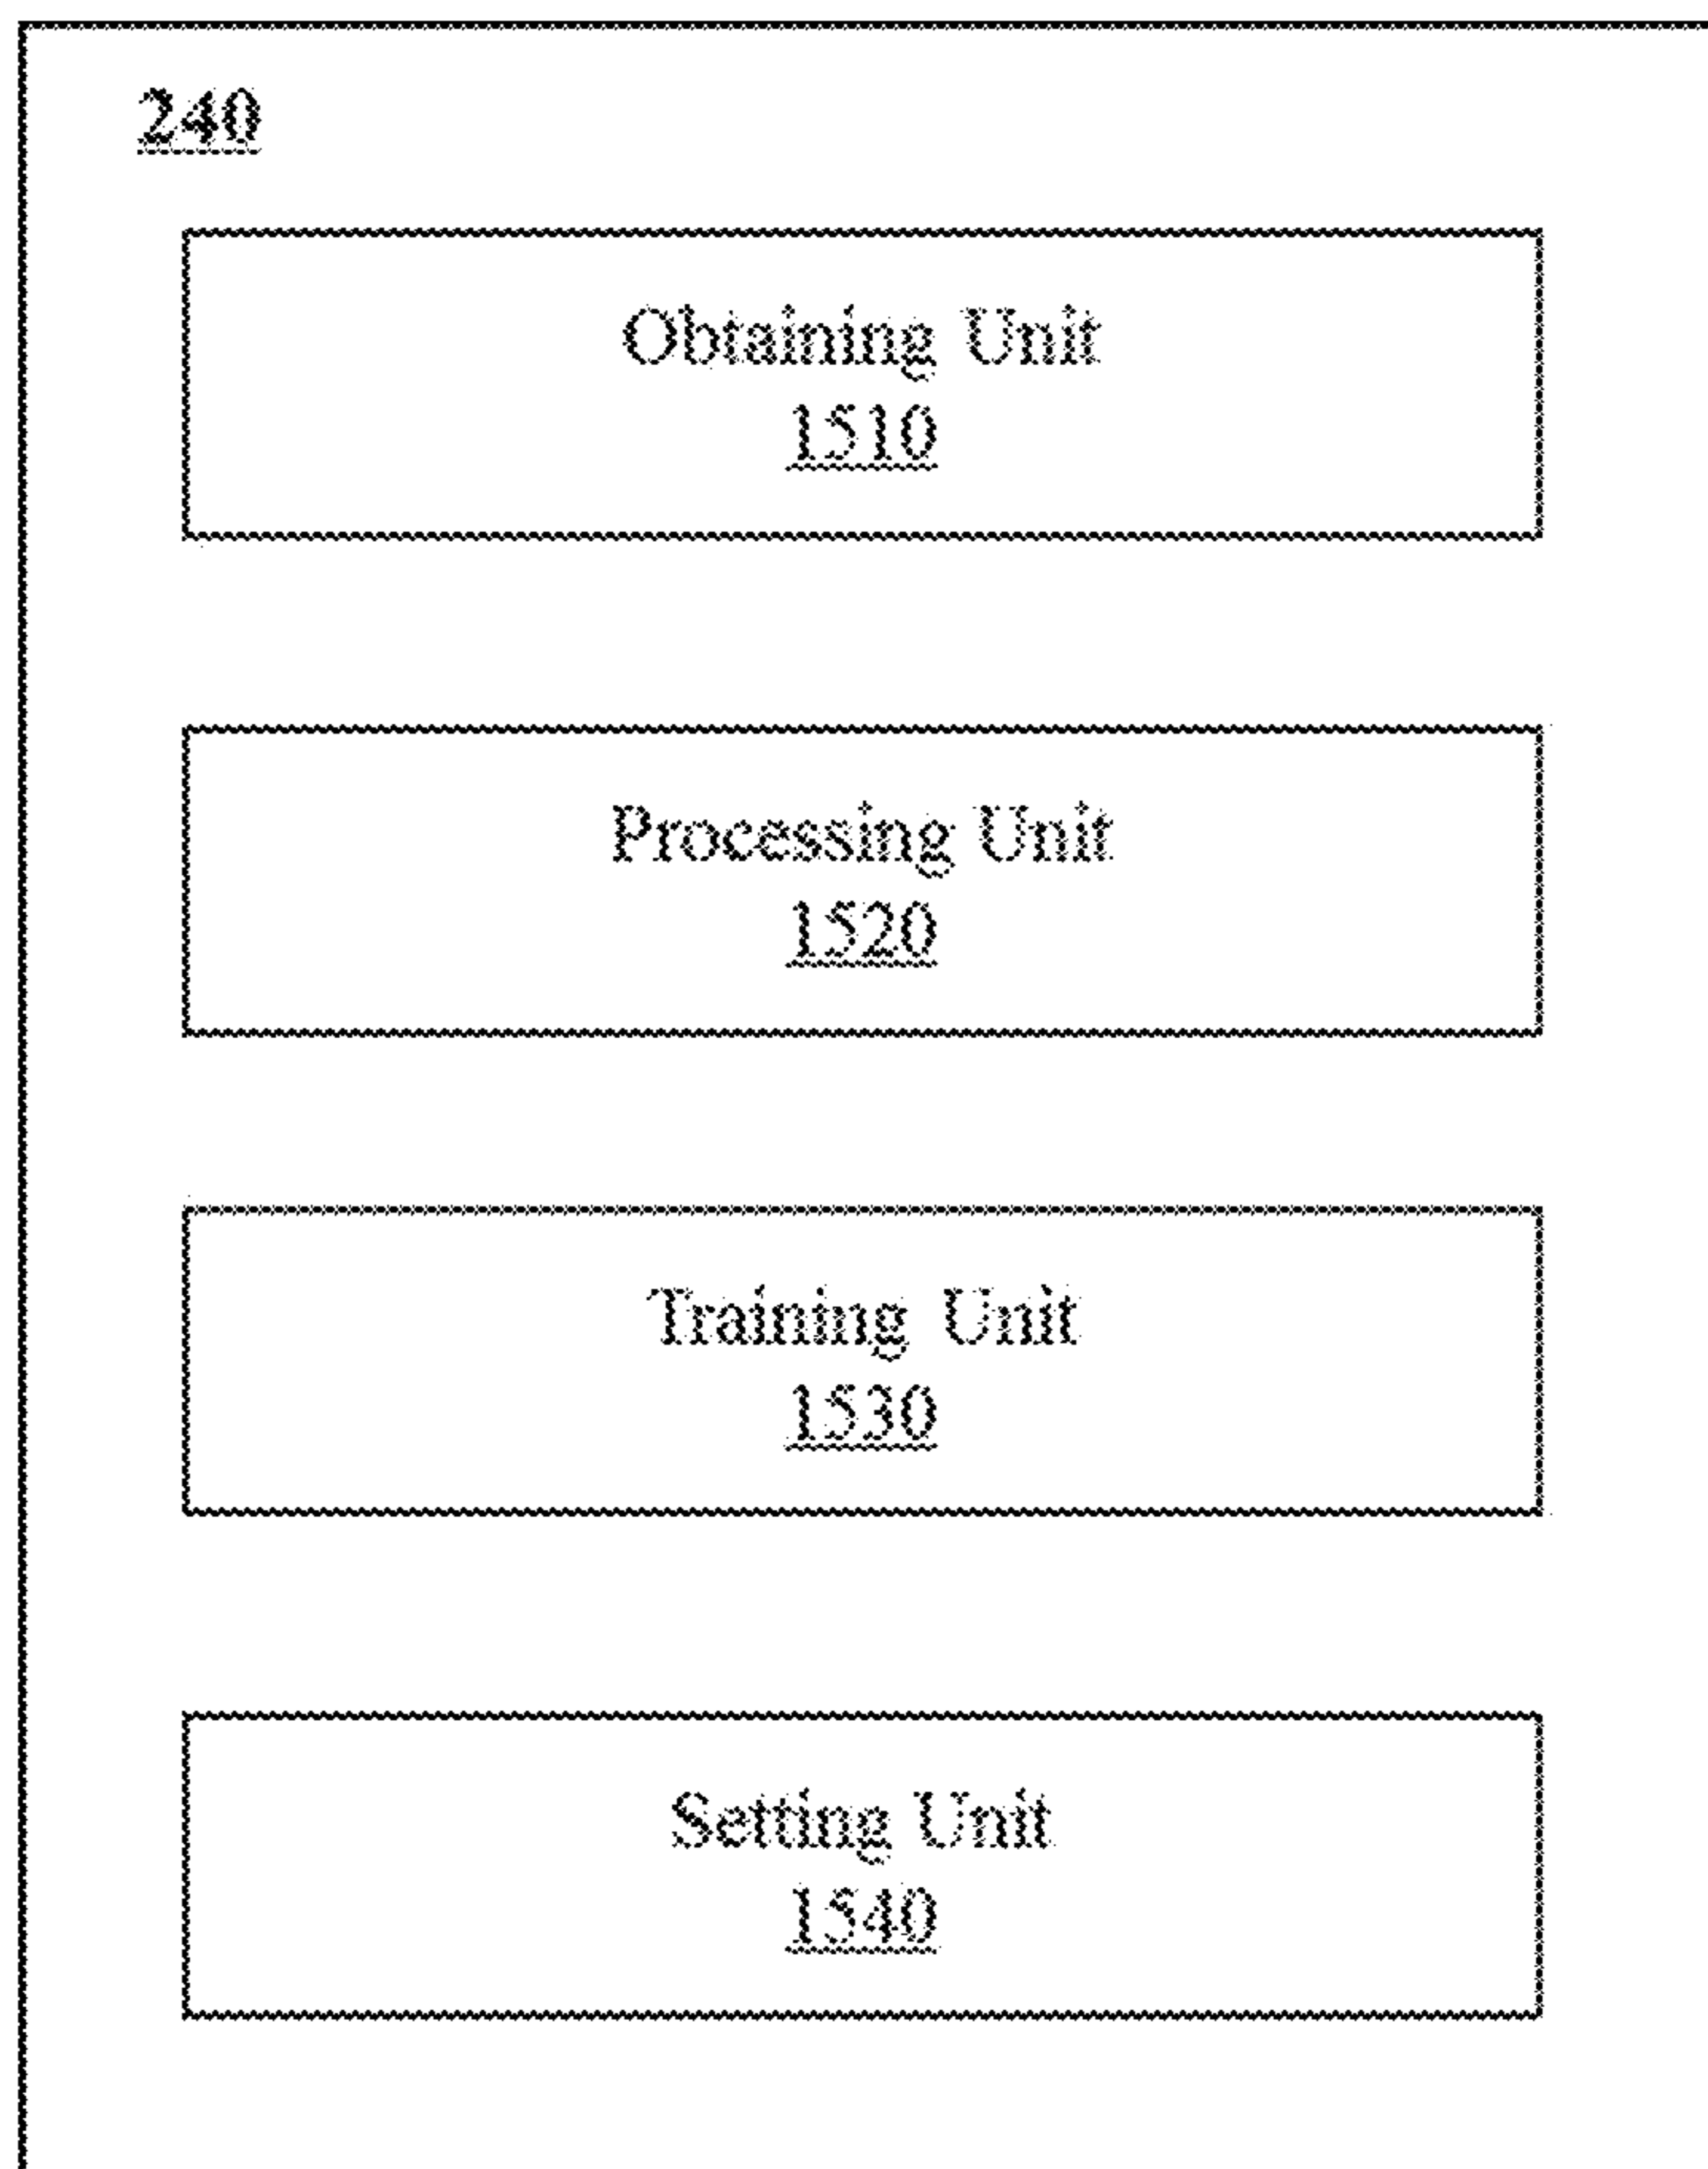 240
Obtaining Unit
1510
Processing Unit
1520
Training Unit
1530
Setting Unit
1540